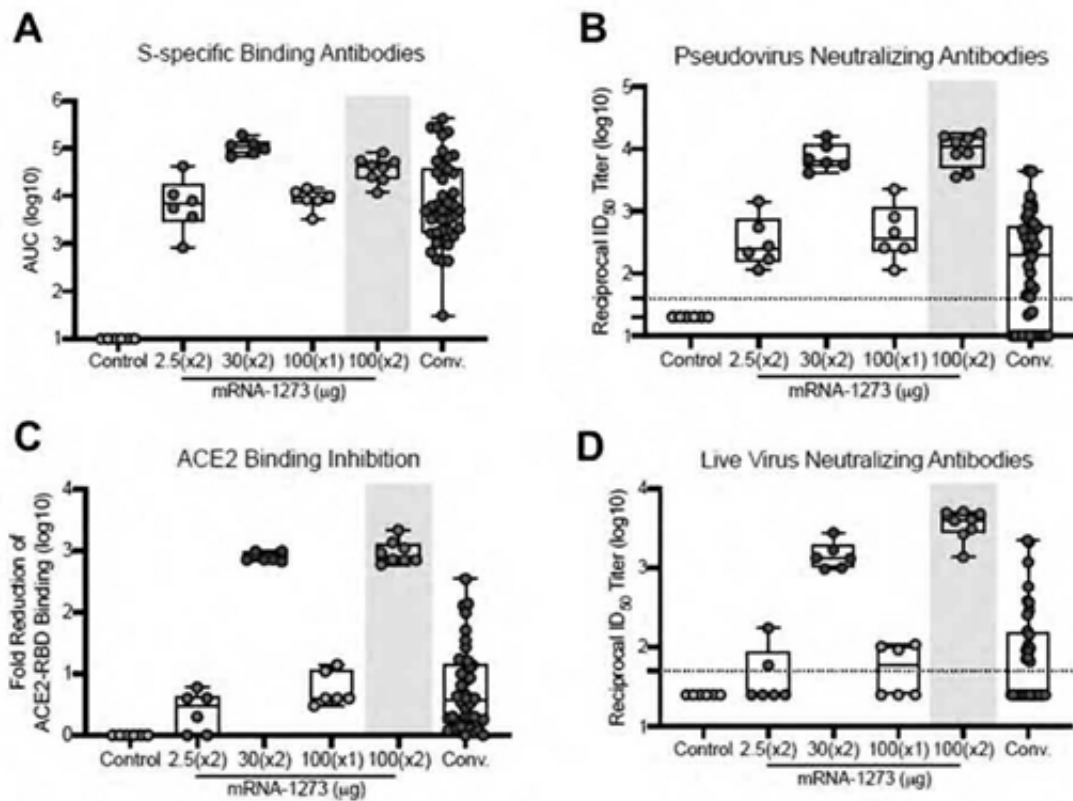 A
S-specific Binding Antibodies
AUC (log10)
6
5
4
3
2
1
Control 2.5(x2) 30(x2) 100(x1) 100(x2) Conv.
mRNA-1273 (μg)
B
Pseudovirus Neutralizing Antibodies
Reciprocal ID50 Titer (log10)
5
4
3
2
1
Control 2.5(x2) 30(x2) 100(x1) 100(x2) Conv.
mRNA-1273 (μg)
C
ACE2 Binding Inhibition
Fold Reduction of
ACE2-RBD Binding (log10)
4
3
2
1
0
Control 2.5(x2) 30(x2) 100(x1) 100(x2) Conv.
mRNA-1273 (μg)
D
Live Virus Neutralizing Antibodies
Reciprocal ID50 Titer (log10)
4
3
2
1
Control 2.5(x2) 30(x2) 100(x1) 100(x2) Conv.
mRNA-1273 (μg)